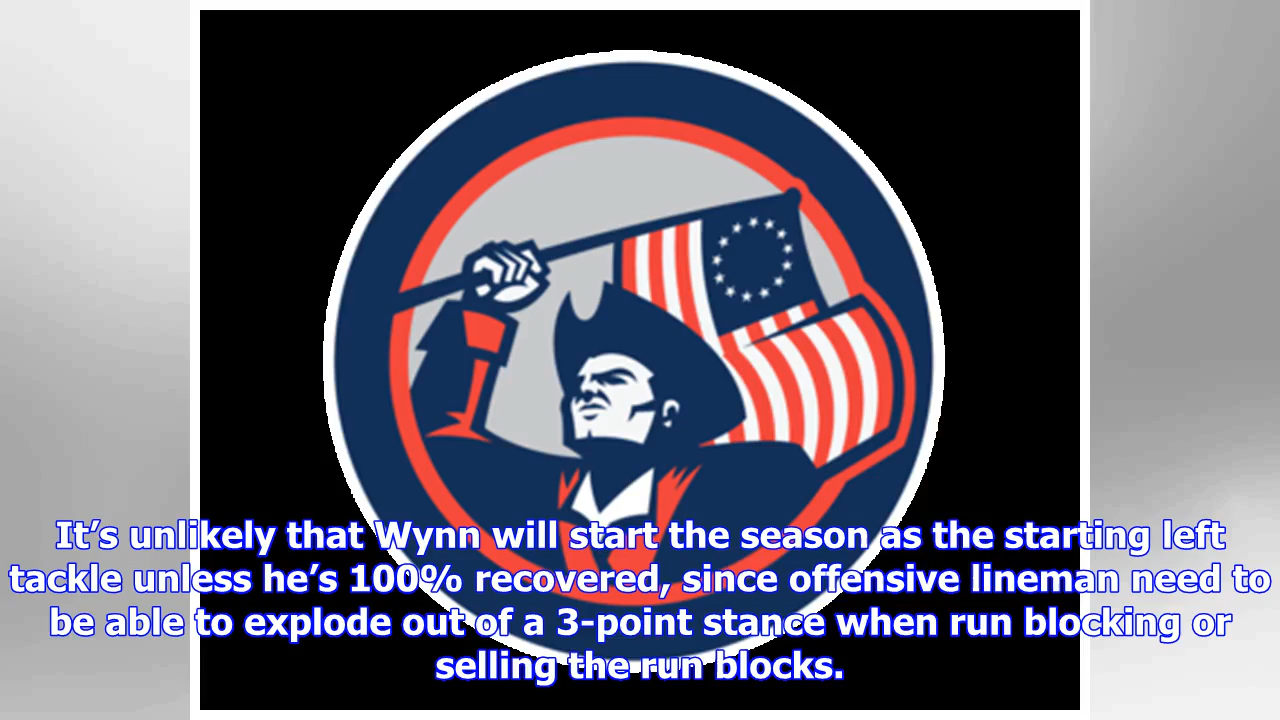 It’s unlikely that Wynn will start the season as the starting left
tackle unless he’s 100% recovered, since offensive lineman need to
be able to explode out of a 3-point stance when run blocking or
selling the run blocks.